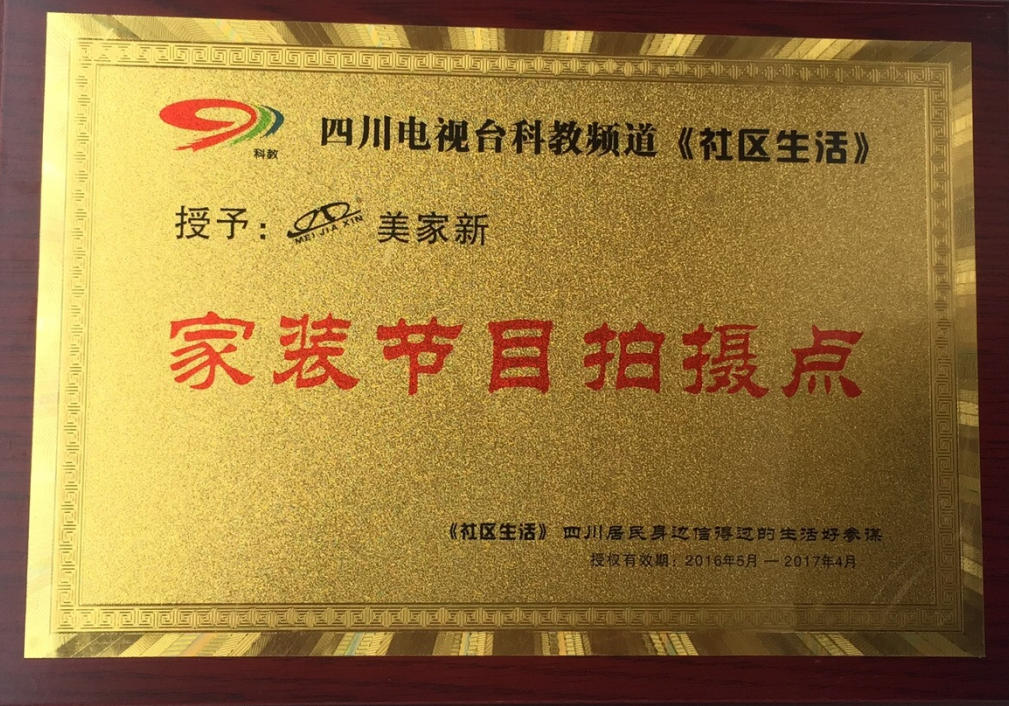 四川电视台科教频道《社区生活》
科教
授予： MEI JIA XIN ® 美家新
家装节目拍摄点
《社区生活》 四川居民身边信得过的生活好参谋
授权有效期：2016年5月 — 2017年4月